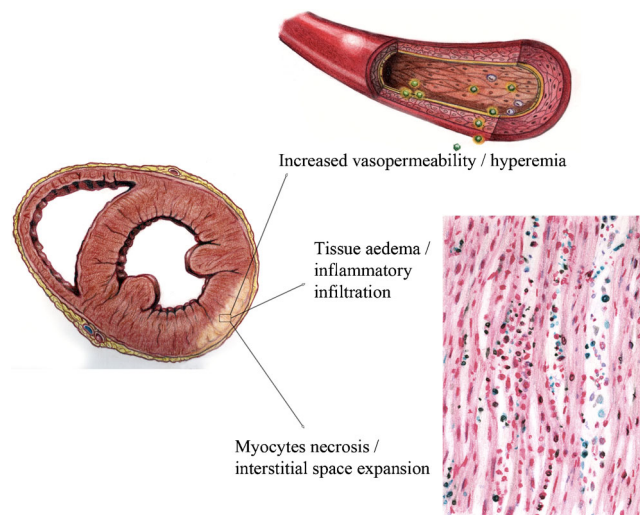 Increased vasopermeability / hyperemia
Tissue aedema /
inflammatory
infiltration
Myocytes necrosis /
interstitial space expansion